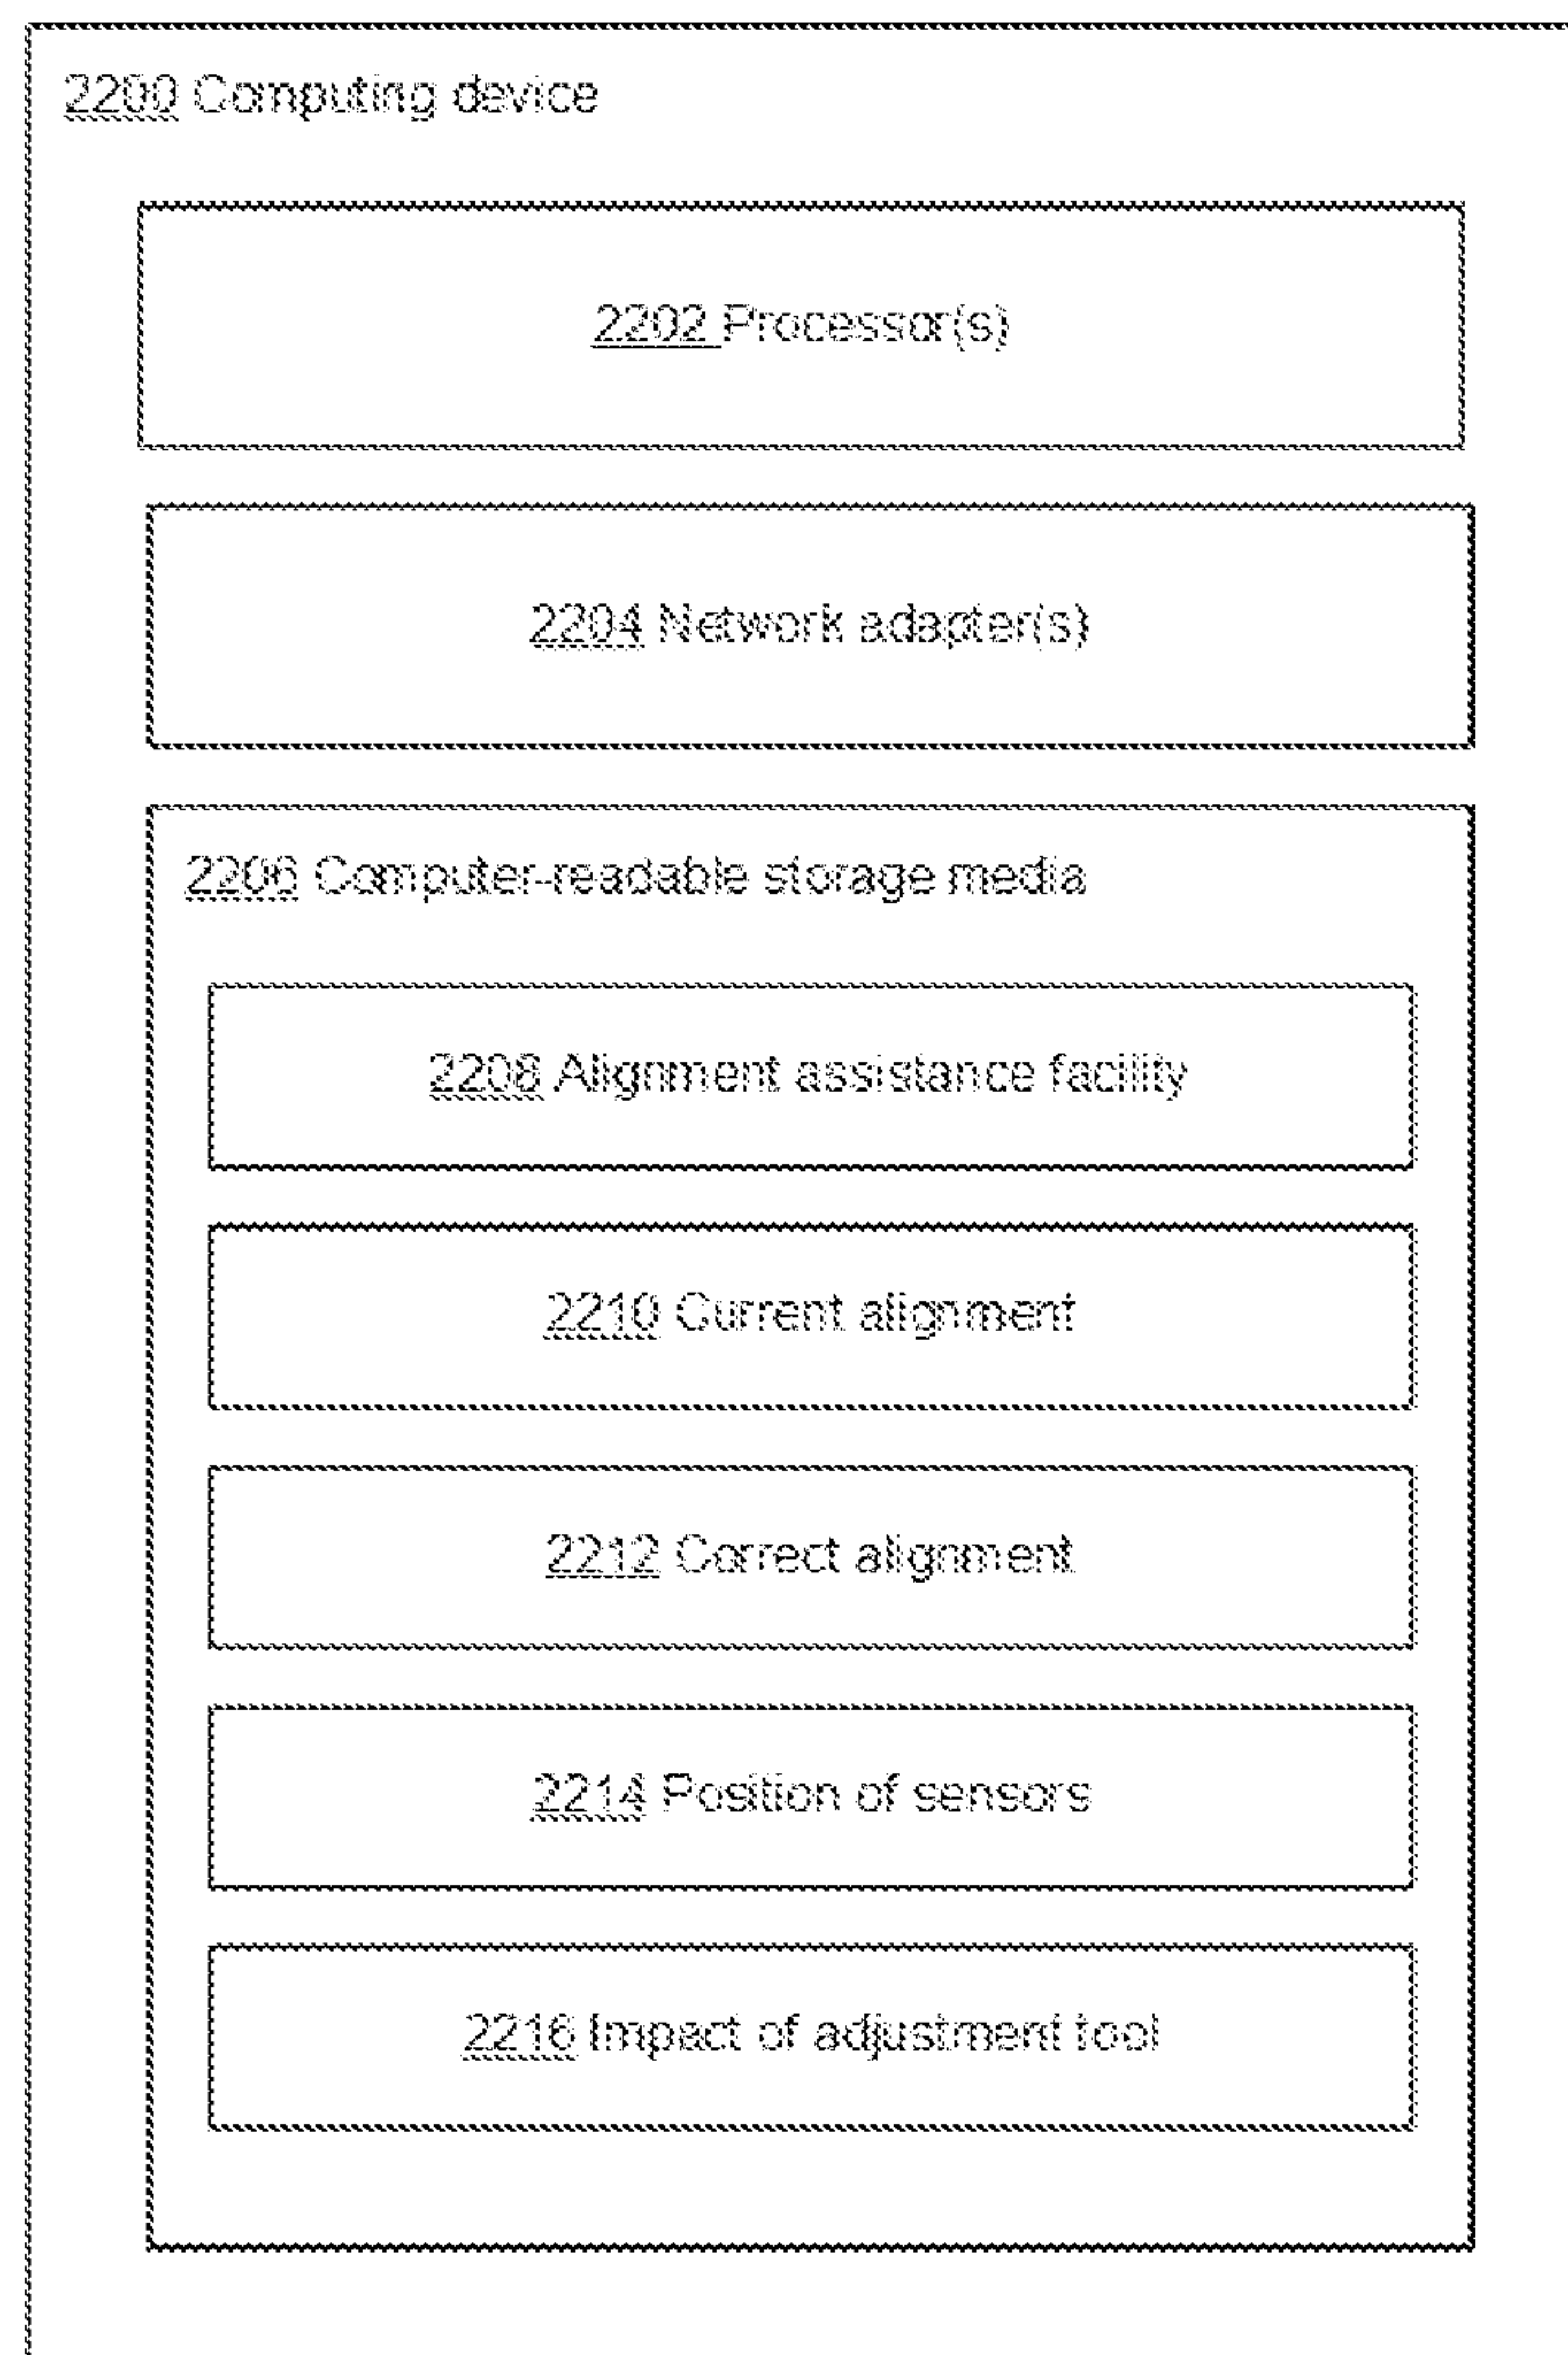 2200 Computing device
2202 Processor(s)
2204 Network adapter(s)
2206 Computer-readable storage media
2208 Alignment assistance facility
2210 Current alignment
2212 Correct alignment
2214 Position of sensors
2216 Impact of adjustment tool